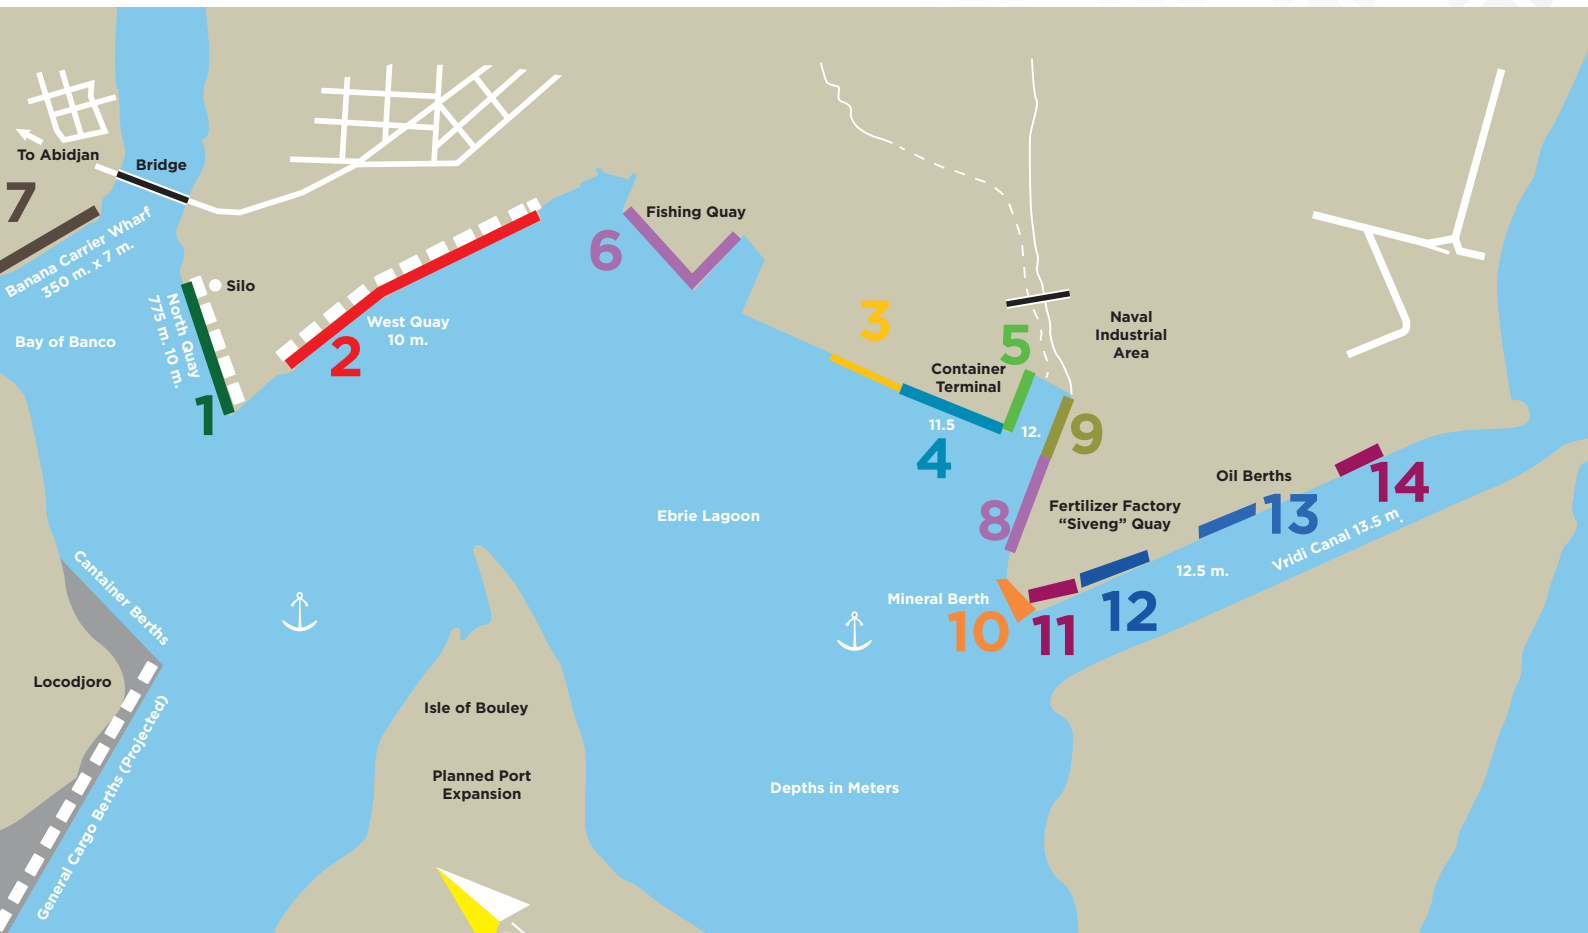 To Abidjan
Bridge
7
Banana Carrier Wharf
350 m. x 7 m.
Silo
North Quay
775 m. 10 m.
Bay of Banco
1
West Quay
10 m.
2
Fishing Quay
6
3
Container
Terminal
5
Naval
Industrial
Area
11.5
12.
4
9
Ebrie Lagoon
8
Fertilizer Factory
“Siveng” Quay
Oil Berths
14
13
Vridi Canal 13.5 m.
12.5 m.
Mineral Berth
10
11
12
Cantainer Berths
Locodjoro
General Cargo Berths (Projected)
Isle of Bouley
Planned Port
Expansion
Depths in Meters